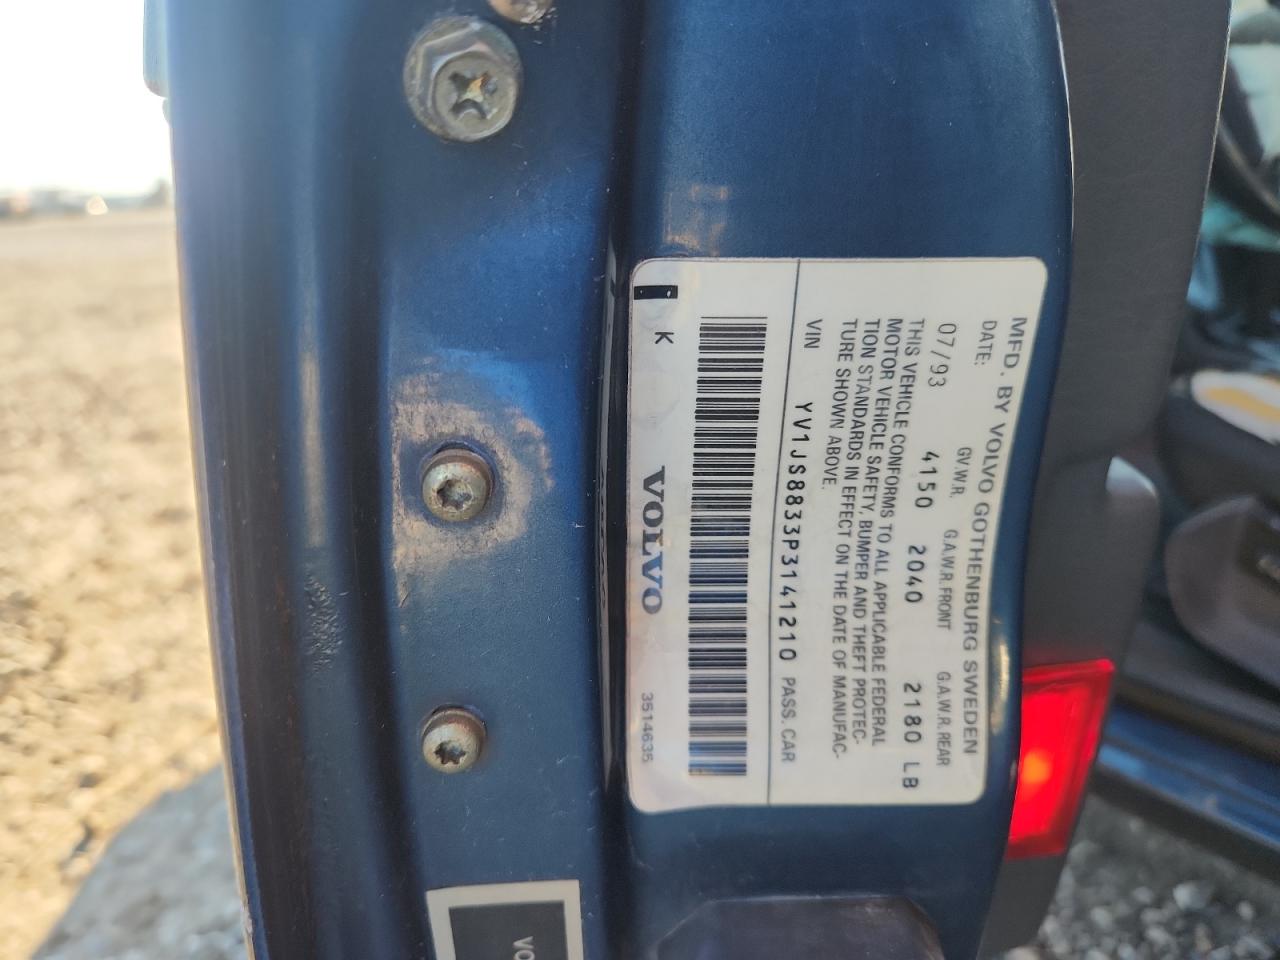 MFD. BY VOLVO GOTHENBURG SWEDEN
DATE: G.V.W.R. G.A.W.R.FRONT G.A.W.R.REAR
07/93 4150 2040 2180 LB
THIS VEHICLE CONFORMS TO ALL APPLICABLE FEDERAL
MOTOR VEHICLE SAFETY, BUMPER AND THEFT PROTEC-
TION STANDARDS IN EFFECT ON THE DATE OF MANUFAC-
TURE SHOWN ABOVE.
VIN YV1JS8833P3141210 PASS. CAR
K VOLVO 3514635
VO